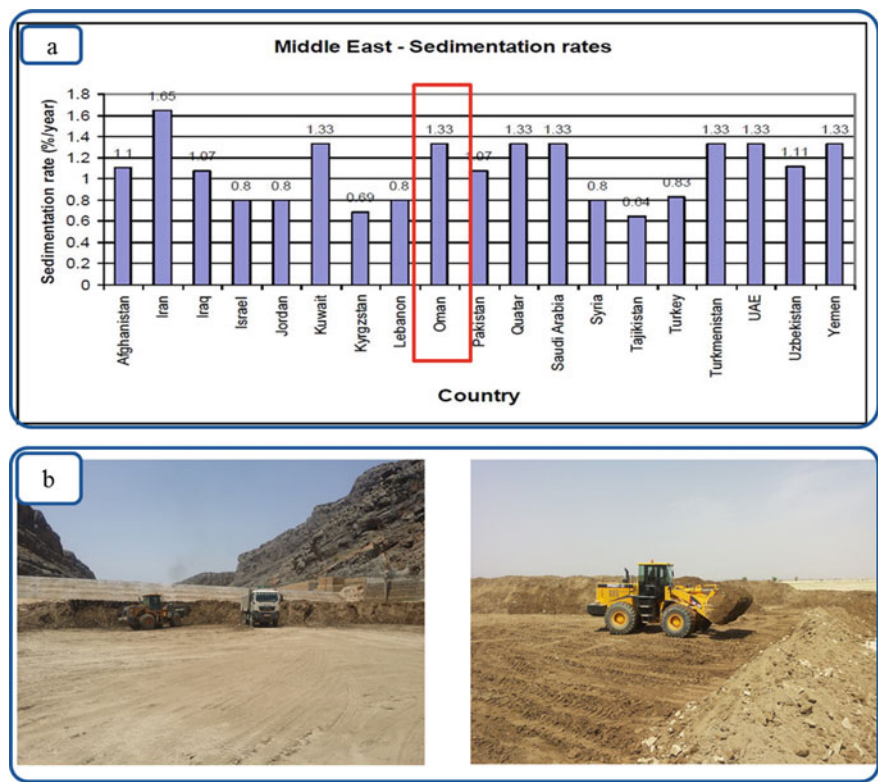 a
Middle East - Sedimentation rates
Sedimentation rate (%/year)
1.8
1.6
1.4
1.2
1
0.8
0.6
0.4
0.2
0
1.1
1.65
1.07
0.8
0.8
1.33
0.69
0.8
1.33
1.07
1.33
1.33
0.8
0.64
0.83
1.33
1.33
1.11
1.33
Afghanistan
Iran
Iraq
Israel
Jordan
Kuwait
Kyrgzstan
Lebanon
Oman
Pakistan
Quatar
Saudi Arabia
Syria
Tajikistan
Turkey
Turkmenistan
UAE
Uzbekistan
Yemen
Country
b